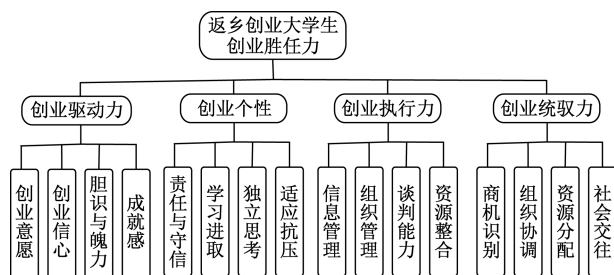 返乡创业大学生
创业胜任力
创业驱动力
创业个性
创业执行力
创业统驭力
创业意愿
创业信心
胆识与魄力
成就感
责任与守信
学习进取
独立思考
适应抗压
信息管理
组织管理
谈判能力
资源整合
商机识别
组织协调
资源分配
社会交往